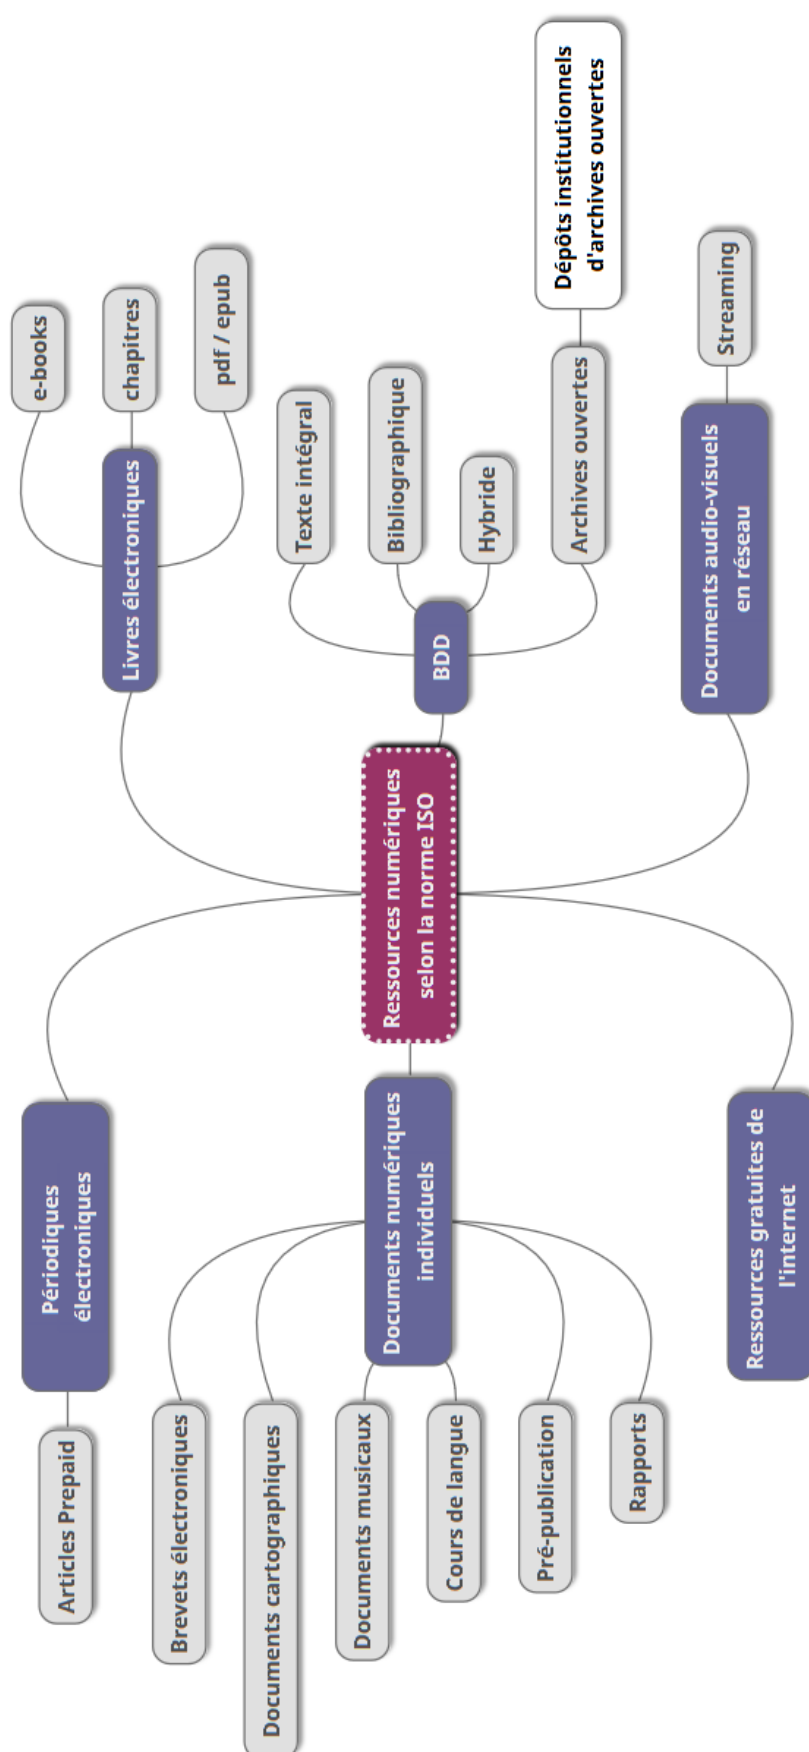 Ressources numériques
selon la norme ISO
Livres électroniques
e-books
chapitres
pdf / epub
BDD
Texte intégral
Bibliographique
Hybride
Archives ouvertes
Dépôts institutionnels
d'archives ouvertes
Documents audio-visuels
en réseau
Streaming
Périodiques
électroniques
Articles Prepaid
Documents numériques
individuels
Brevets électroniques
Documents cartographiques
Documents musicaux
Cours de langue
Pré-publication
Rapports
Ressources gratuites de
l'internet